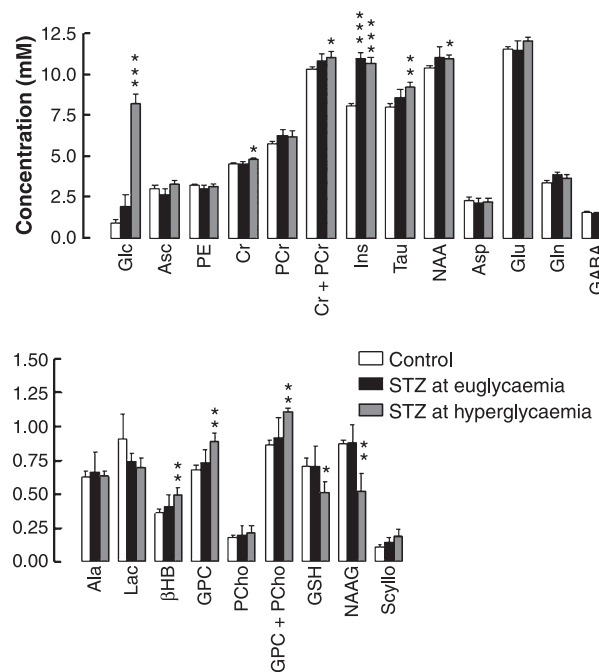 Concentration (mM)
12.5
10.0
7.5
5.0
2.5
0.0
***
*
*
***
***
**
*
Glc
Asc
PE
Cr
PCr
Cr + PCr
Ins
Tau
NAA
Asp
Glu
Gln
GABA
1.50
1.25
1.00
0.75
0.50
0.25
0.00
Control
STZ at euglycaemia
STZ at hyperglycaemia
**
**
**
*
**
Ala
Lac
βHB
GPC
PCho
GPC + PCho
GSH
NAAG
Scyllo